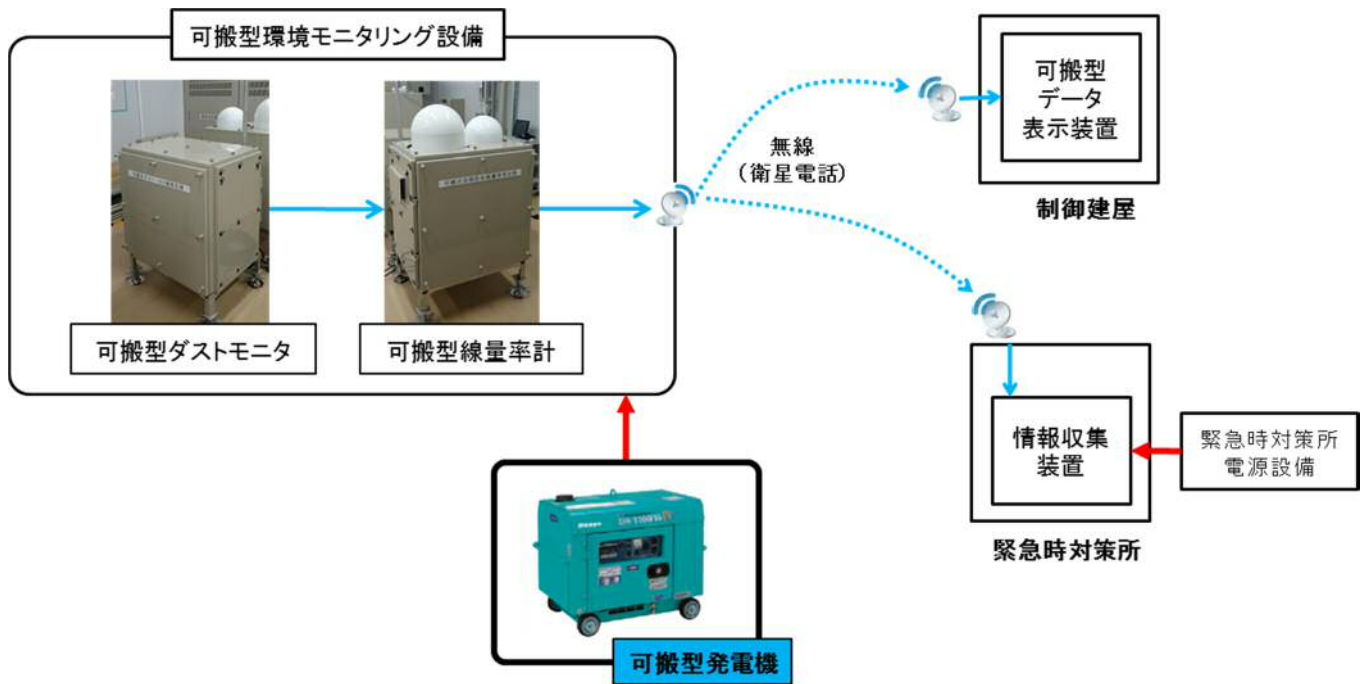 可搬型環境モニタリング設備
可搬型ダストモニタ
可搬型線量率計
無線
（衛星電話）
可搬型
データ
表示装置
制御建屋
情報収集
装置
緊急時対策所
電源設備
緊急時対策所
Denyo
可搬型発電機